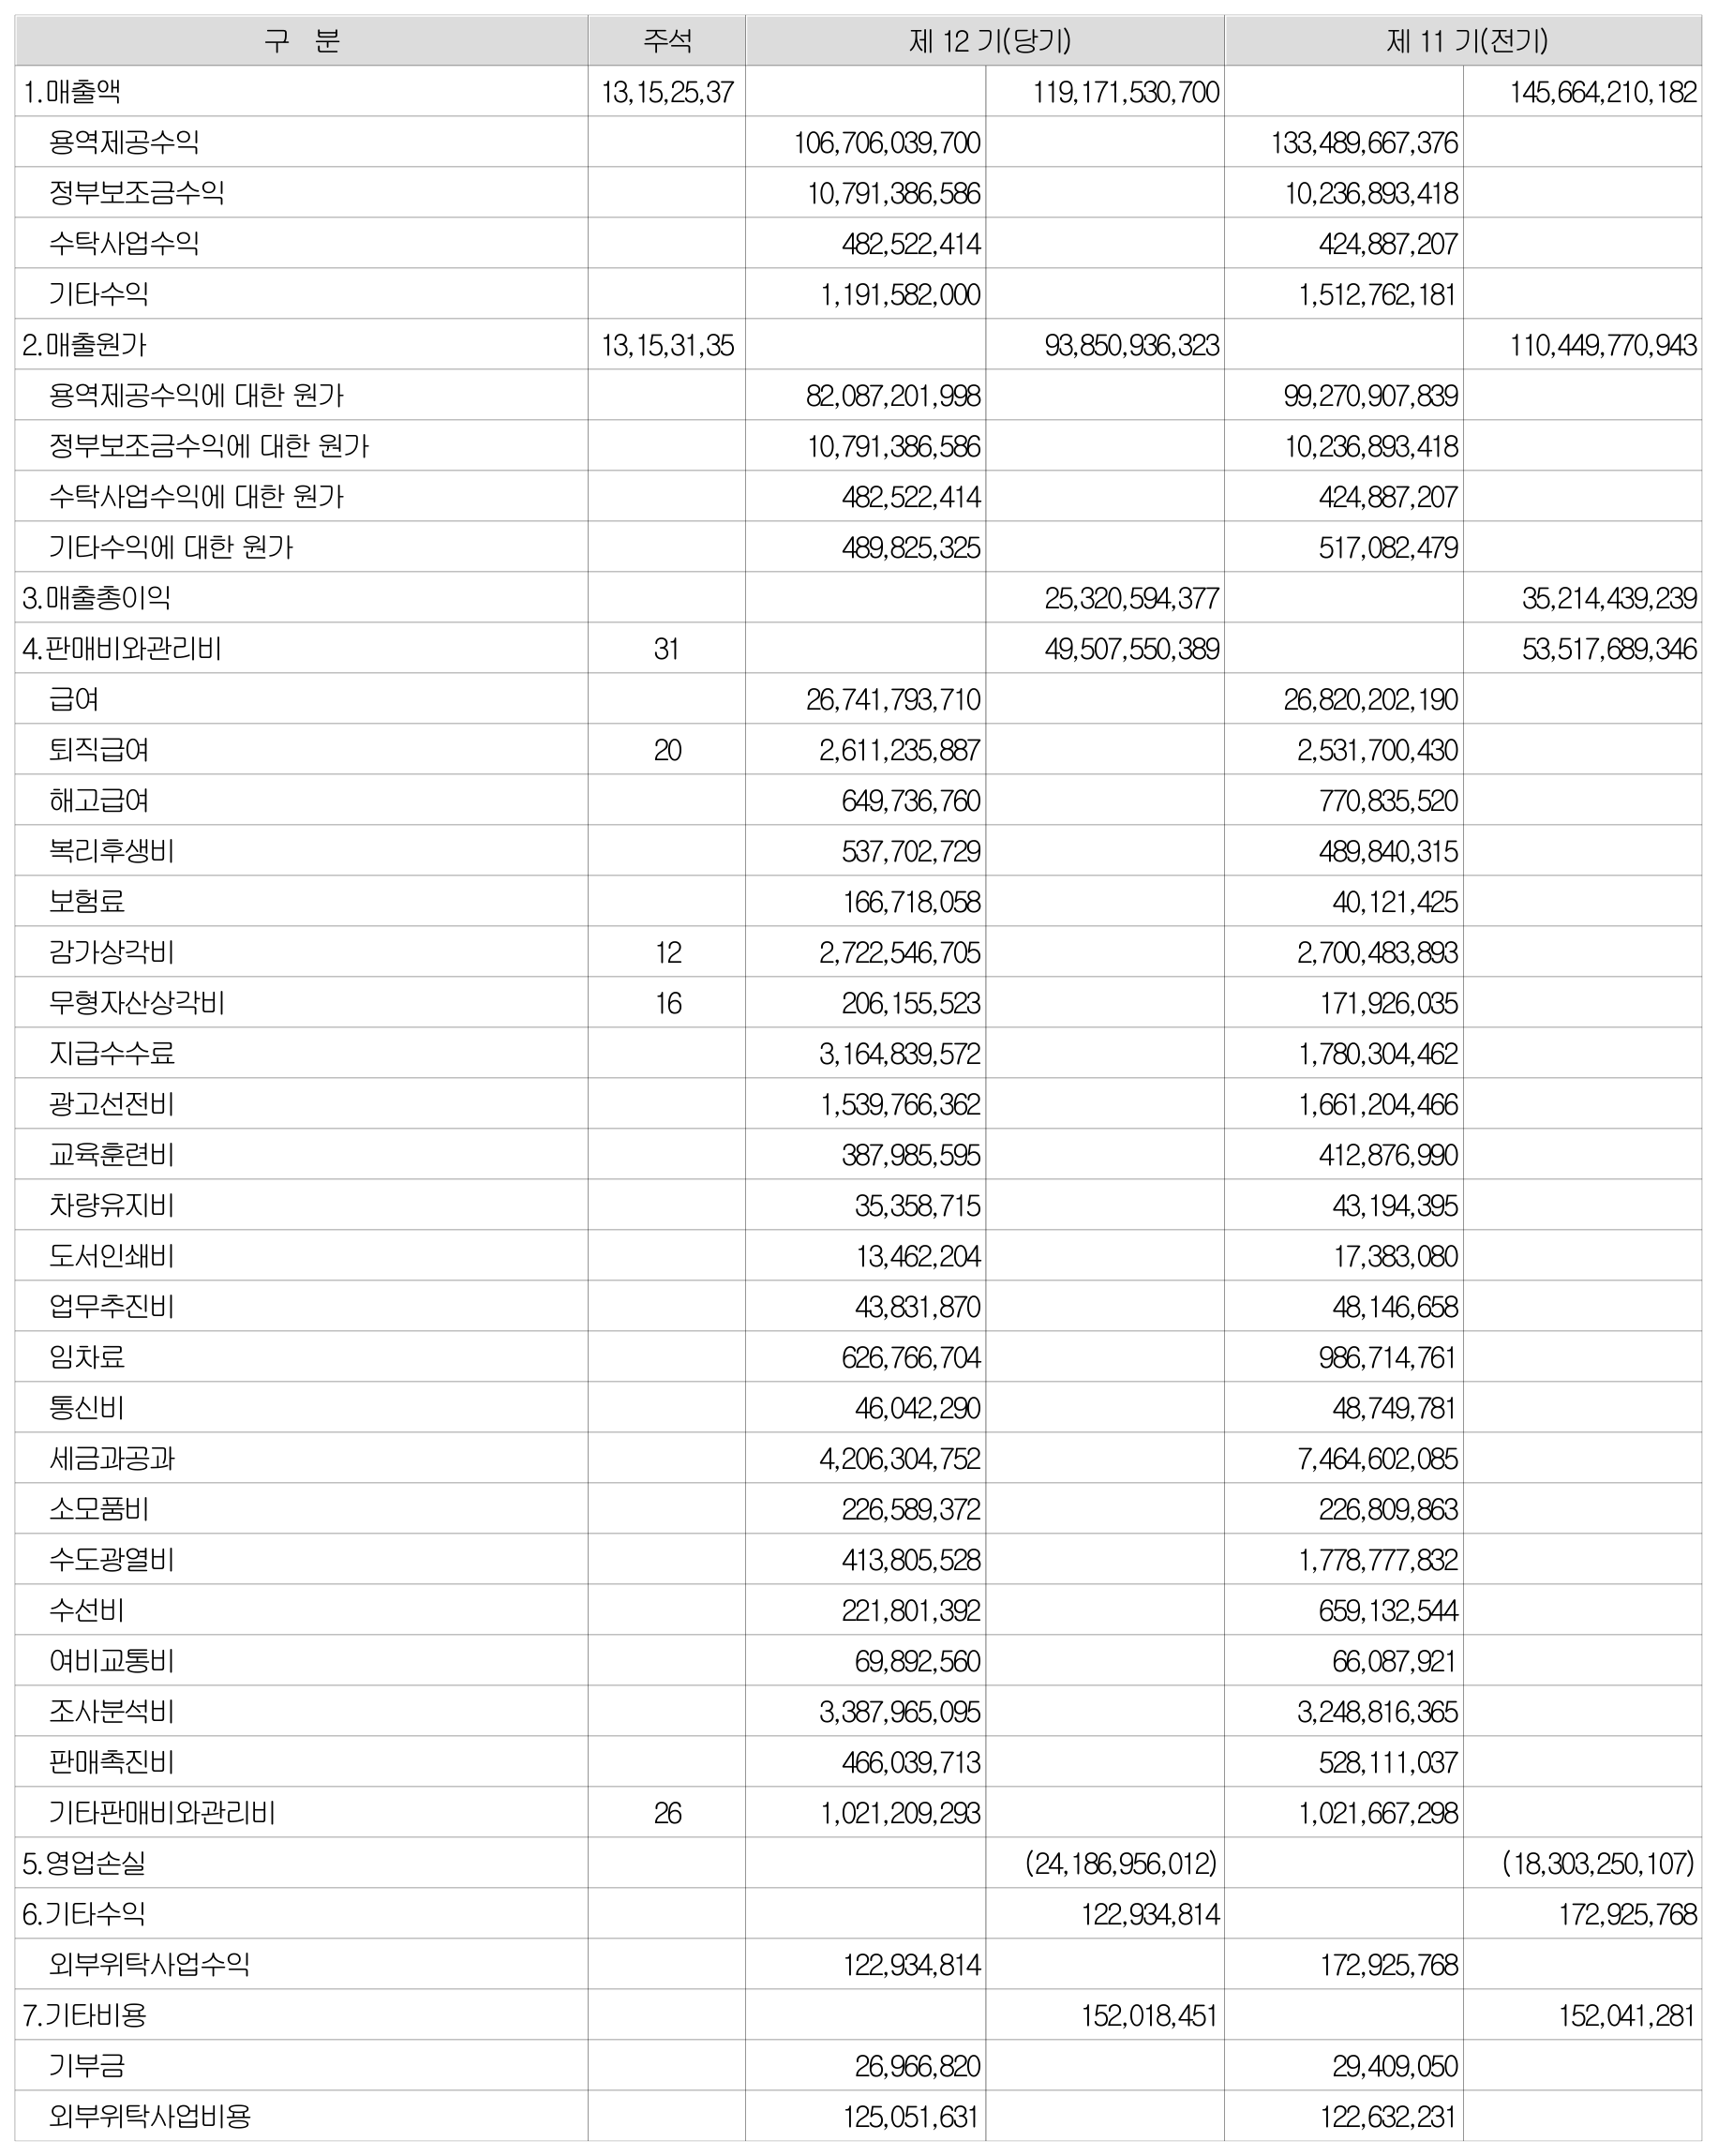 구 분 주석 제 12 기(당기) 제 11 기(전기)
1.매출액 13,15,25,37 119,171,530,700 145,664,210,182
용역제공수익 106,706,039,700 133,489,667,376
정부보조금수익 10,791,386,586 10,236,893,418
수탁사업수익 482,522,414 424,887,207
기타수익 1,191,582,000 1,512,762,181
2.매출원가 13,15,31,35 93,850,936,323 110,449,770,943
용역제공수익에 대한 원가 82,087,201,998 99,270,907,839
정부보조금수익에 대한 원가 10,791,386,586 10,236,893,418
수탁사업수익에 대한 원가 482,522,414 424,887,207
기타수익에 대한 원가 489,825,325 517,082,479
3.매출총이익 25,320,594,377 35,214,439,239
4.판매비와관리비 31 49,507,550,389 53,517,689,346
급여 26,741,793,710 26,820,202,190
퇴직급여 20 2,611,235,887 2,531,700,430
해고급여 649,736,760 770,835,520
복리후생비 537,702,729 489,840,315
보험료 166,718,058 40,121,425
감가상각비 12 2,722,546,705 2,700,483,893
무형자산상각비 16 206,155,523 171,926,035
지급수수료 3,164,839,572 1,780,304,462
광고선전비 1,539,766,362 1,661,204,466
교육훈련비 387,985,595 412,876,990
차량유지비 35,358,715 43,194,395
도서인쇄비 13,462,204 17,383,080
업무추진비 43,831,870 48,146,658
임차료 626,766,704 986,714,761
통신비 46,042,290 48,749,781
세금과공과 4,206,304,752 7,464,602,085
소모품비 226,589,372 226,809,863
수도광열비 413,805,528 1,778,777,832
수선비 221,801,392 659,132,544
여비교통비 69,892,560 66,087,921
조사분석비 3,387,965,095 3,248,816,365
판매촉진비 466,039,713 528,111,037
기타판매비와관리비 26 1,021,209,293 1,021,667,298
5.영업손실 (24,186,956,012) (18,303,250,107)
6.기타수익 122,934,814 172,925,768
외부위탁사업수익 122,934,814 172,925,768
7.기타비용 152,018,451 152,041,281
기부금 26,966,820 29,409,050
외부위탁사업비용 125,051,631 122,632,231